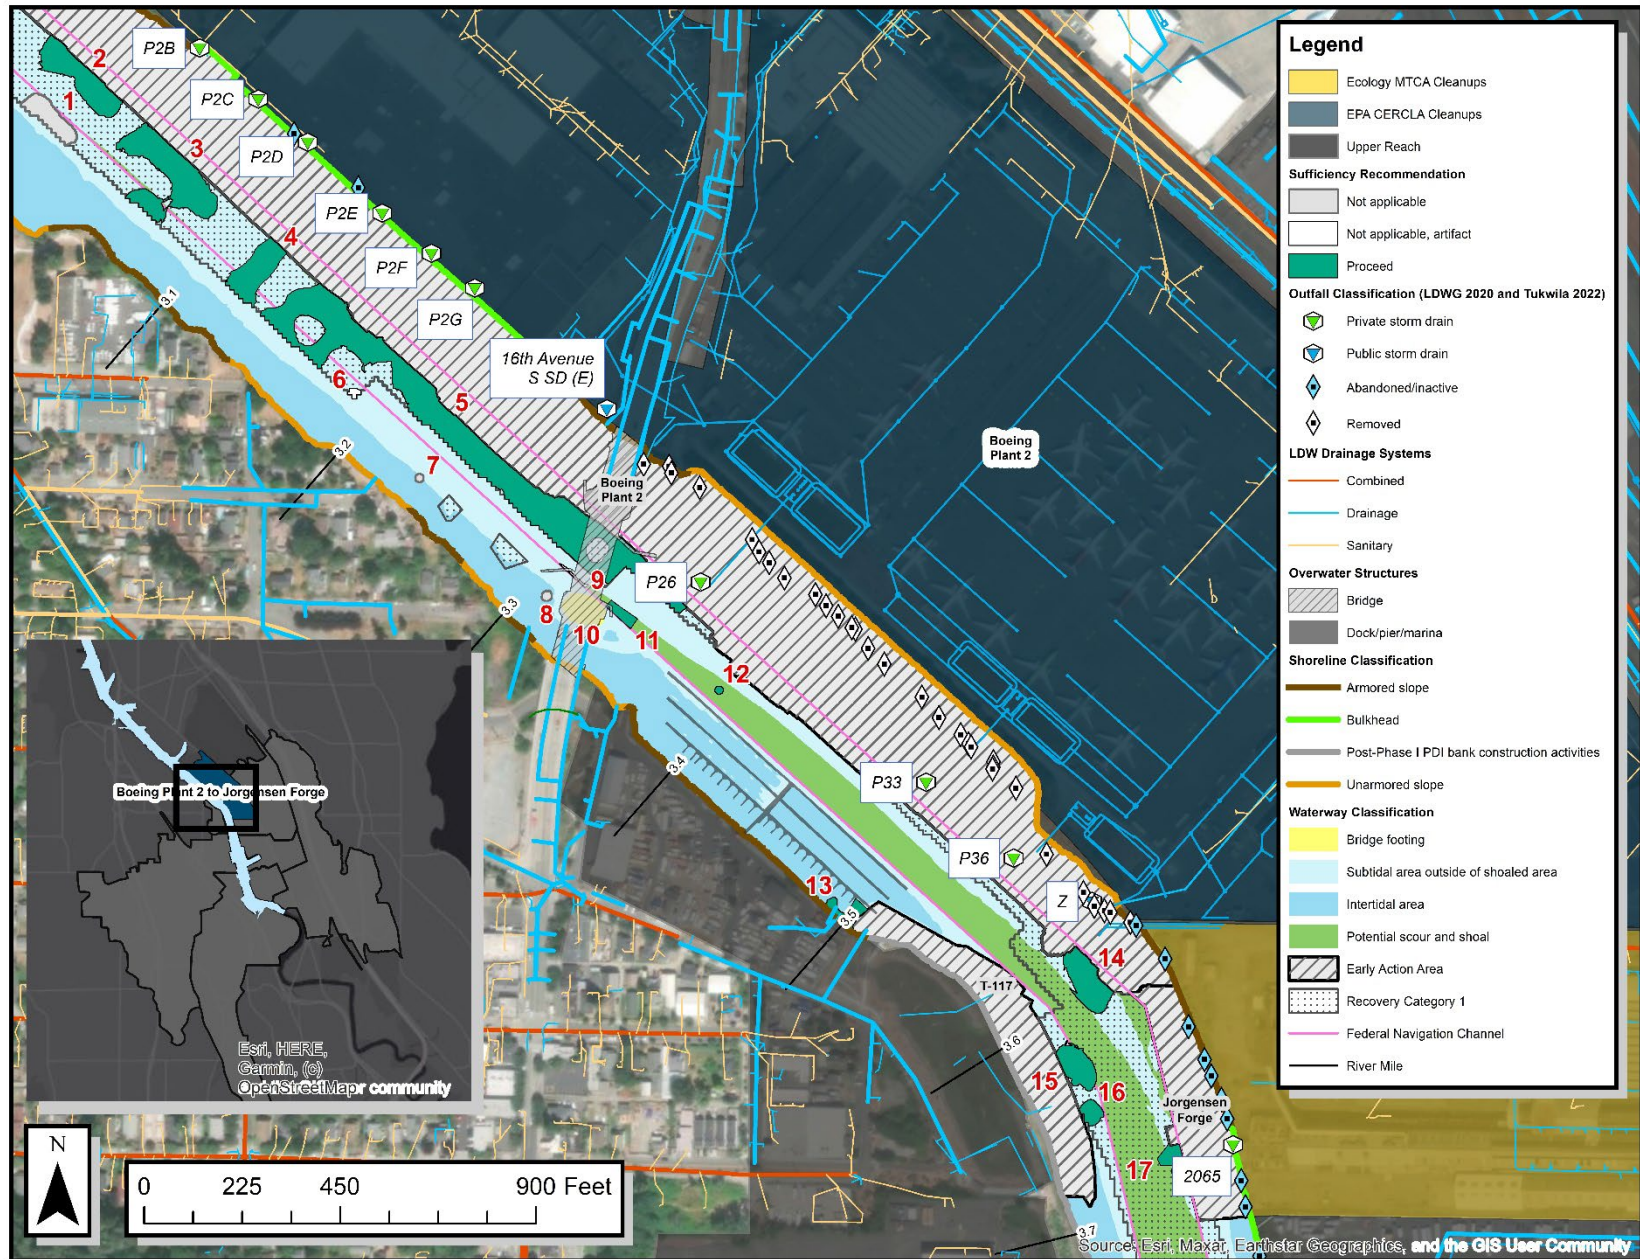 P2B
P2C
P2D
P2E
P2F
P2G
16th Avenue
S SD (E)
P26
P33
P36
Z
2065
1
2
3
4
5
6
7
8
9
10
11
12
13
14
15
16
17
3.1
3.2
3.3
3.4
3.5
3.6
3.7
Boeing
Plant 2
Boeing
Plant 2
T-117
Jorgensen
Forge
Legend
Ecology MTCA Cleanups
EPA CERCLA Cleanups
Upper Reach
Sufficiency Recommendation
Not applicable
Not applicable, artifact
Proceed
Outfall Classification (LDWG 2020 and Tukwila 2022)
Private storm drain
Public storm drain
Abandoned/inactive
Removed
LDW Drainage Systems
Combined
Drainage
Sanitary
Overwater Structures
Bridge
Dock/pier/marina
Shoreline Classification
Armored slope
Bulkhead
Post-Phase I PDI bank construction activities
Unarmored slope
Waterway Classification
Bridge footing
Subtidal area outside of shoaled area
Intertidal area
Potential scour and shoal
Early Action Area
Recovery Category 1
Federal Navigation Channel
River Mile
Boeing Plant 2 to Jorgensen Forge
Esri, HERE,
Garmin, (c)
OpenStreetMap r community
N
0 225 450 900 Feet
Source: Esri, Maxar, Earthstar Geographics, and the GIS User Community